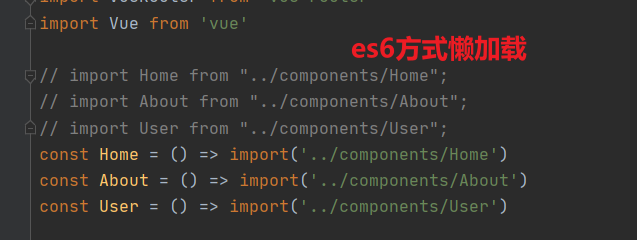 import Vue from 'vue'
es6方式懒加载
// import Home from "../components/Home";
// import About from "../components/About";
// import User from "../components/User";
const Home = () => import('../components/Home')
const About = () => import('../components/About')
const User = () => import('../components/User')